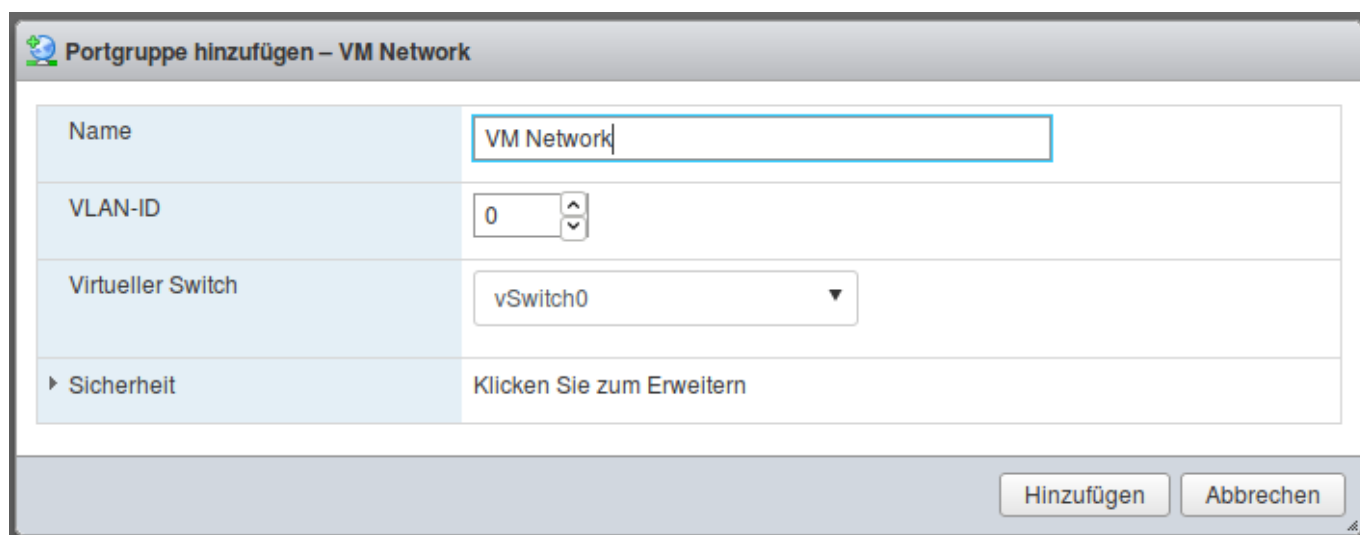 Portgruppe hinzufügen – VM Network
Name
VM Network
VLAN-ID
0
Virtueller Switch
vSwitch0
Sicherheit
Klicken Sie zum Erweitern
Hinzufügen
Abbrechen